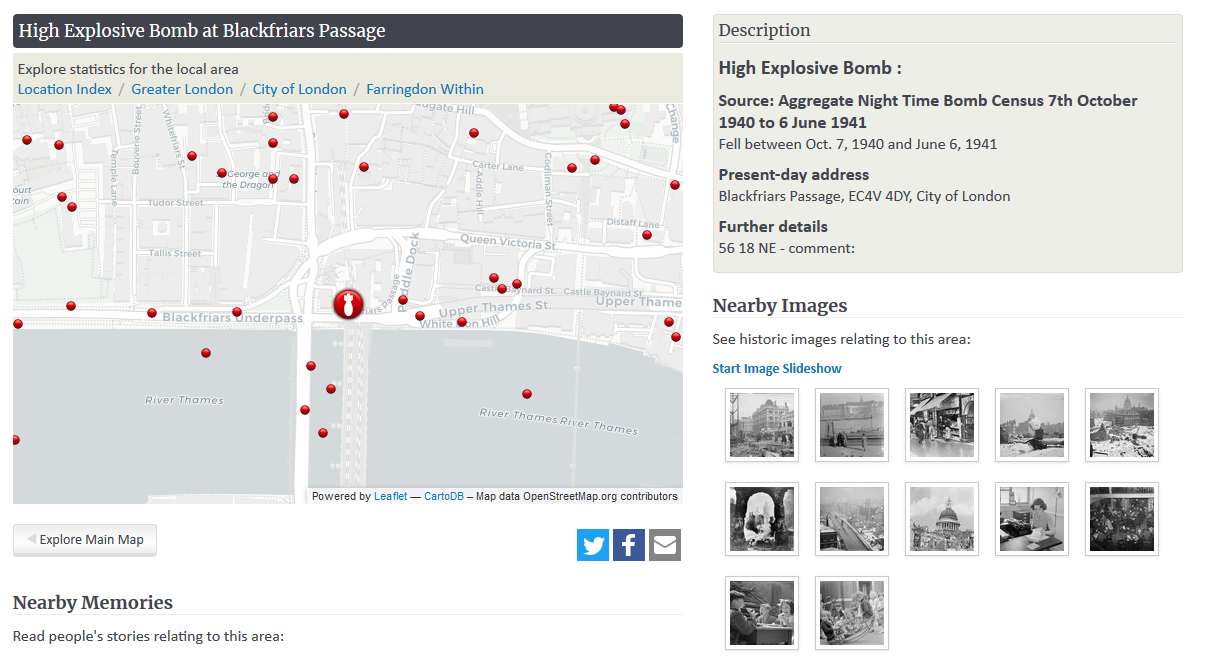 High Explosive Bomb at Blackfriars Passage
Explore statistics for the local area
Location Index / Greater London / City of London / Farringdon Within
Temple Lane
Bouverie Street
Whitefriars St.
George and
the Dragon
Tudor Street
Tallis Street
Carter Lane
Addle Hill
Godliman Street
Distaff Lane
Queen Victoria St.
Puddle Dock
Castle Baynard St.
Upper Thames St.
White Lion Hill
Blackfriars Underpass
River Thames
River Thames
River Thames
Powered by Leaflet — CartoDB – Map data OpenStreetMap.org contributors
Explore Main Map
Nearby Memories
Read people's stories relating to this area:
Description
High Explosive Bomb :
Source: Aggregate Night Time Bomb Census 7th October
1940 to 6 June 1941
Fell between Oct. 7, 1940 and June 6, 1941
Present-day address
Blackfriars Passage, EC4V 4DY, City of London
Further details
56 18 NE - comment:
Nearby Images
See historic images relating to this area:
Start Image Slideshow